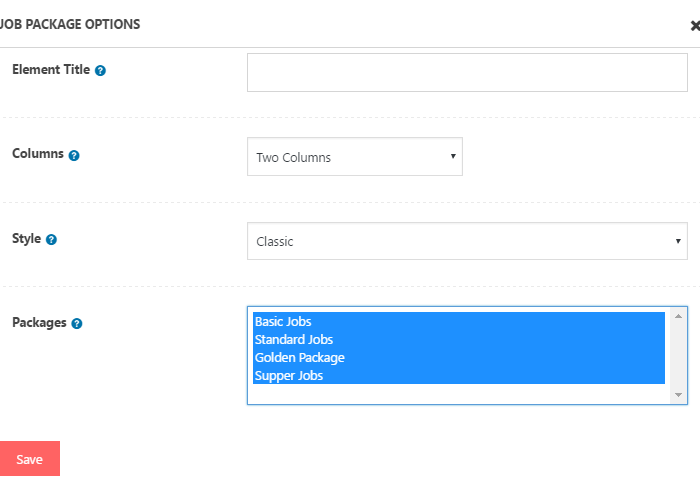 JOB PACKAGE OPTIONS
Element Title
Columns
Two Columns
Style
Classic
Packages
Basic Jobs
Standard Jobs
Golden Package
Supper Jobs
Save